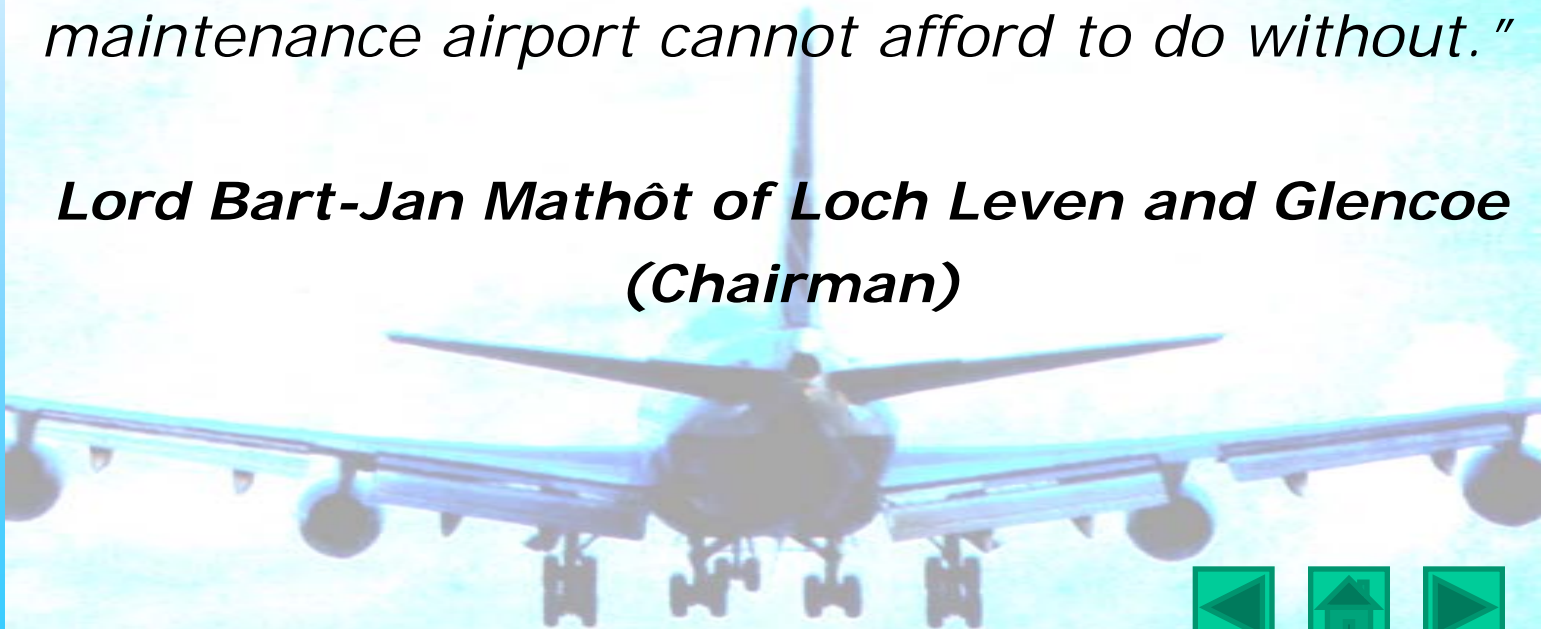 maintenance airport cannot afford to do without.”
Lord Bart-Jan Mathôt of Loch Leven and Glencoe
(Chairman)